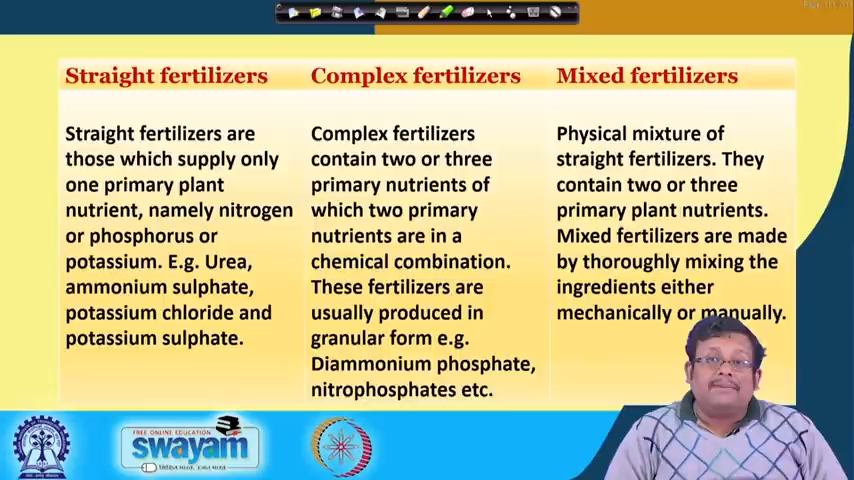 Straight fertilizers
Straight fertilizers are
those which supply only
one primary plant
nutrient, namely nitrogen
or phosphorus or
potassium. E.g. Urea,
ammonium sulphate,
potassium chloride and
potassium sulphate.
Complex fertilizers
Complex fertilizers
contain two or three
primary nutrients of
which two primary
nutrients are in a
chemical combination.
These fertilizers are
usually produced in
granular form e.g.
Diammonium phosphate,
nitrophosphates etc.
Mixed fertilizers
Physical mixture of
straight fertilizers. They
contain two or three
primary plant nutrients.
Mixed fertilizers are made
by thoroughly mixing the
ingredients either
mechanically or manually.
FREE ONLINE EDUCATION
swayam